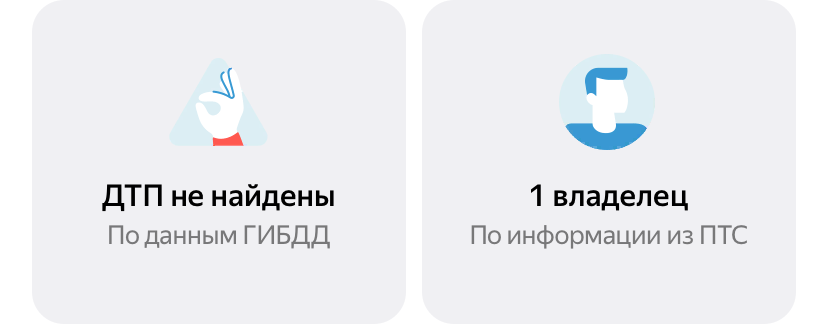 ДТП не найдены
По данным ГИБДД
1 владелец
По информации из ПТС